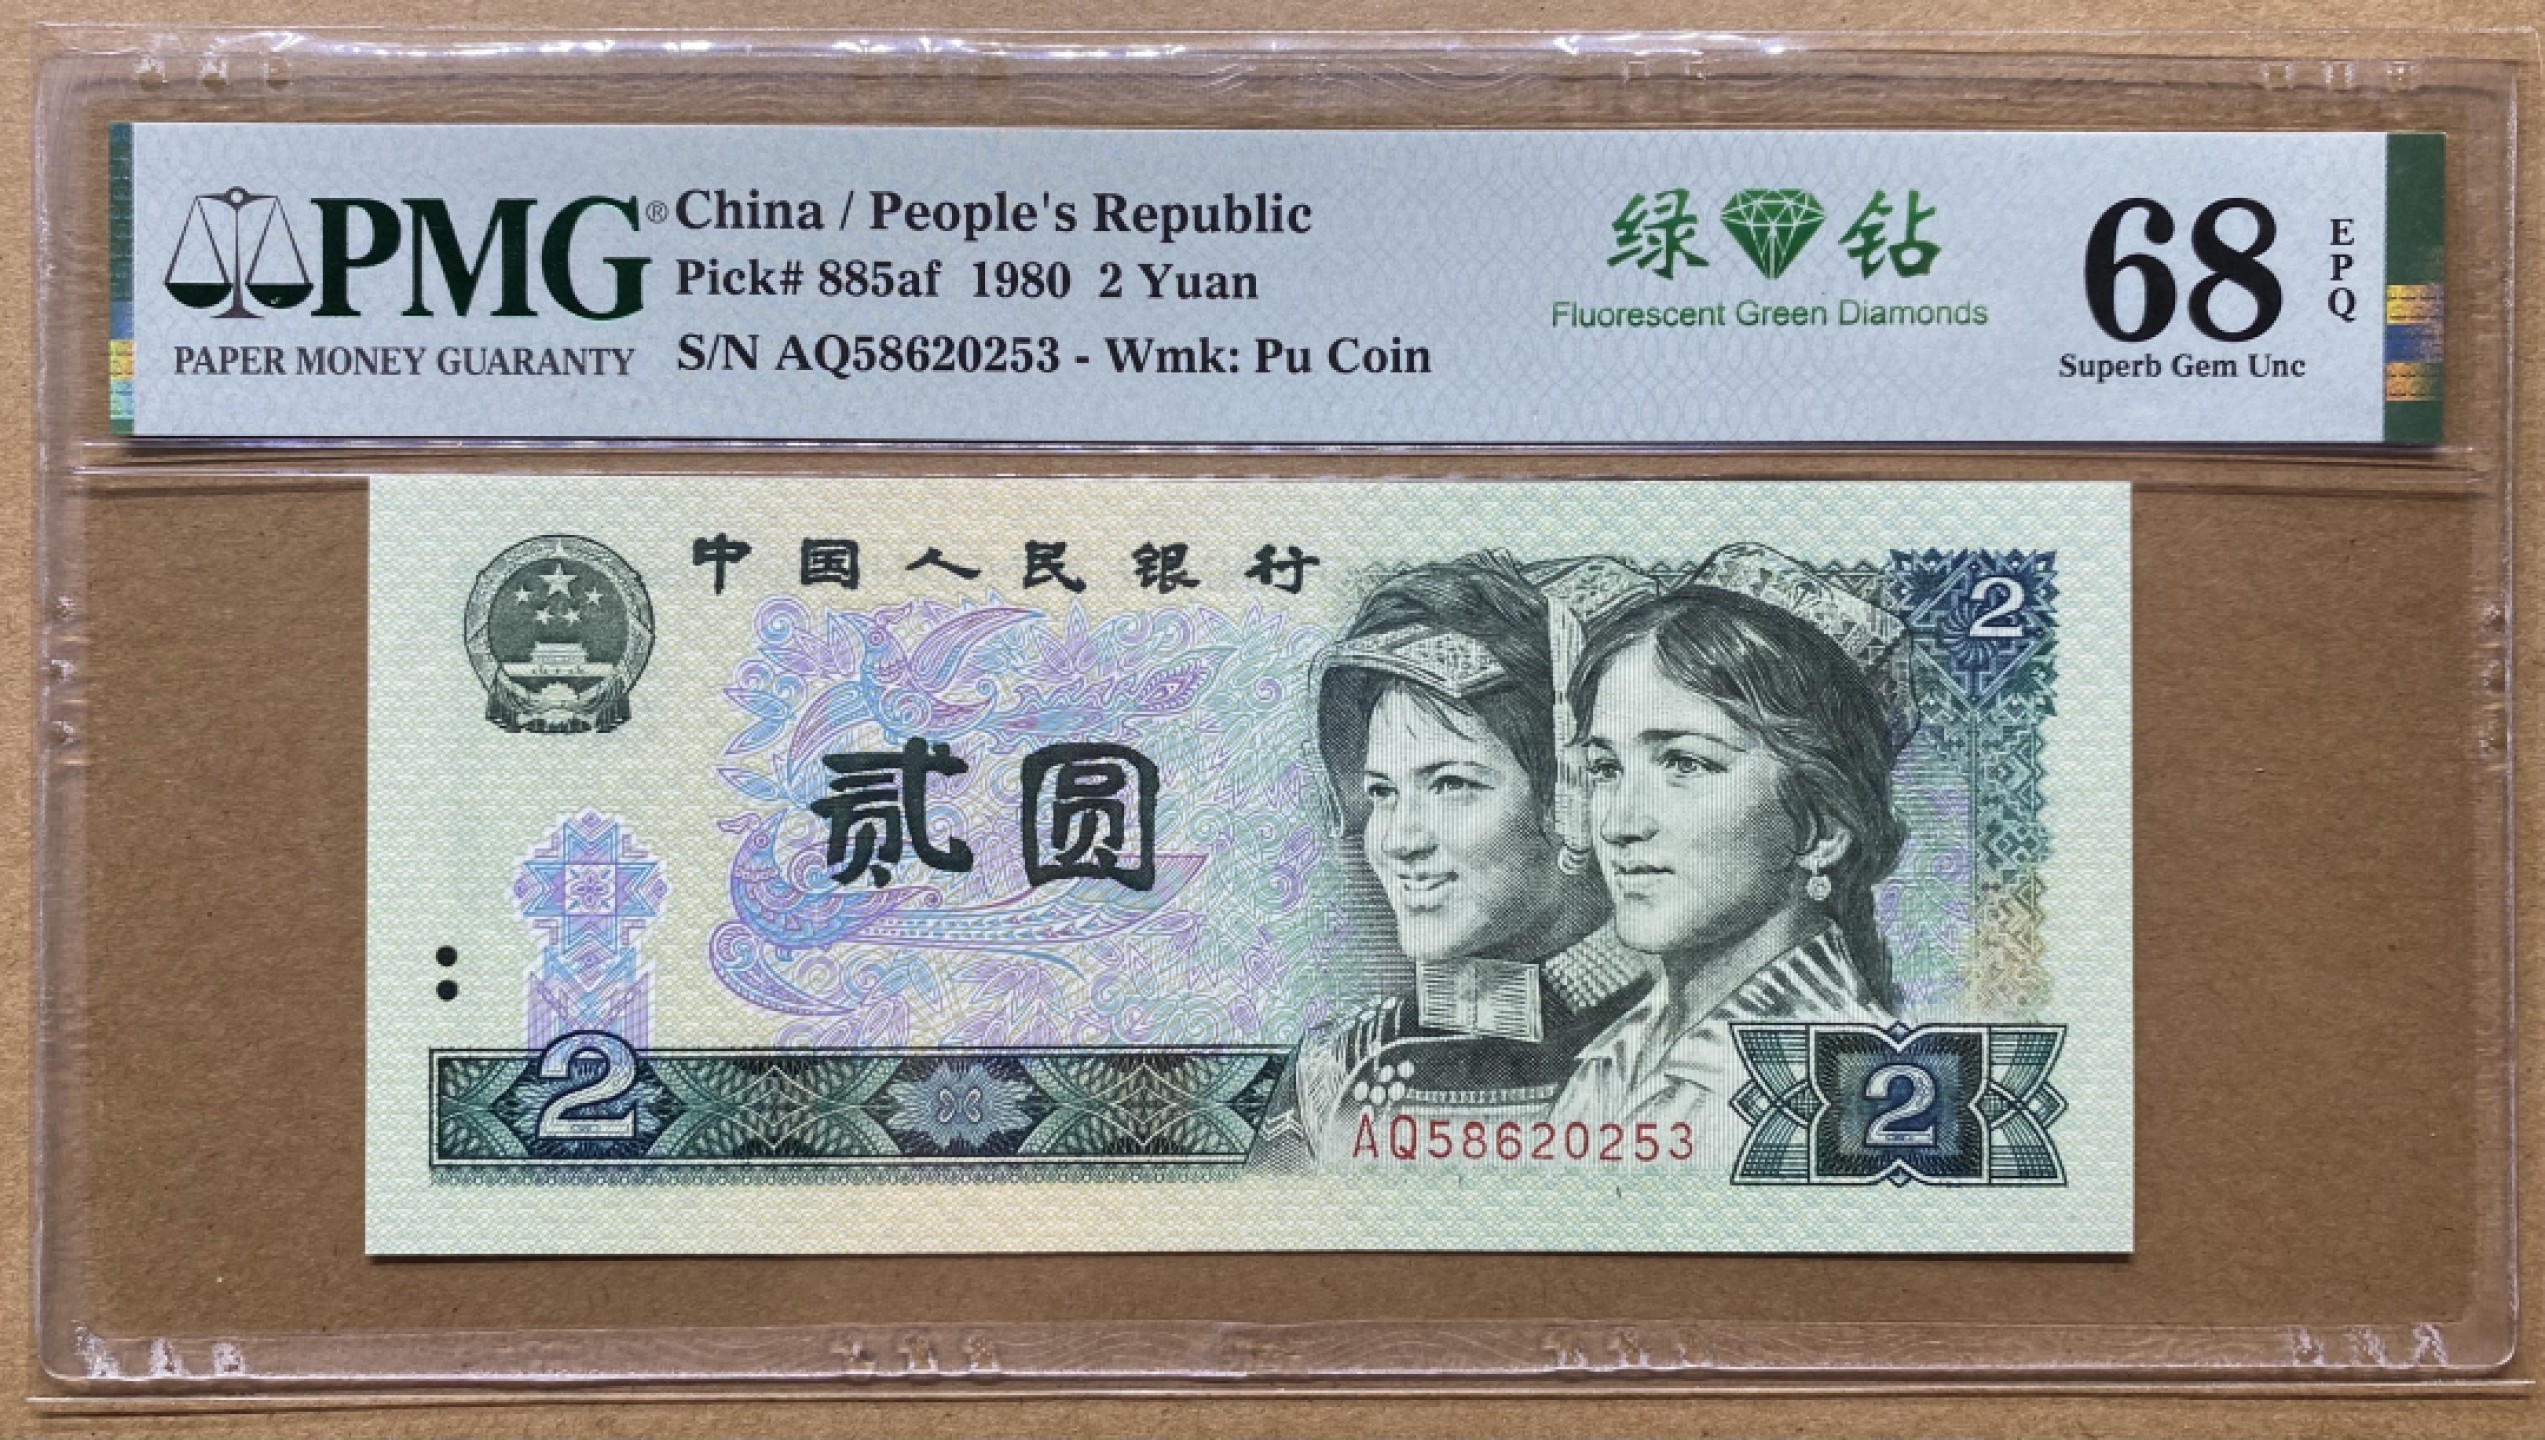 PMG®
PAPER MONEY GUARANTY
China / People's Republic
Pick# 885af 1980 2 Yuan
S/N AQ58620253 - Wmk: Pu Coin
绿 钻
Fluorescent Green Diamonds
68
EPQ
Superb Gem Unc
中国人民银行
2
贰圆
2
AQ58620253
2